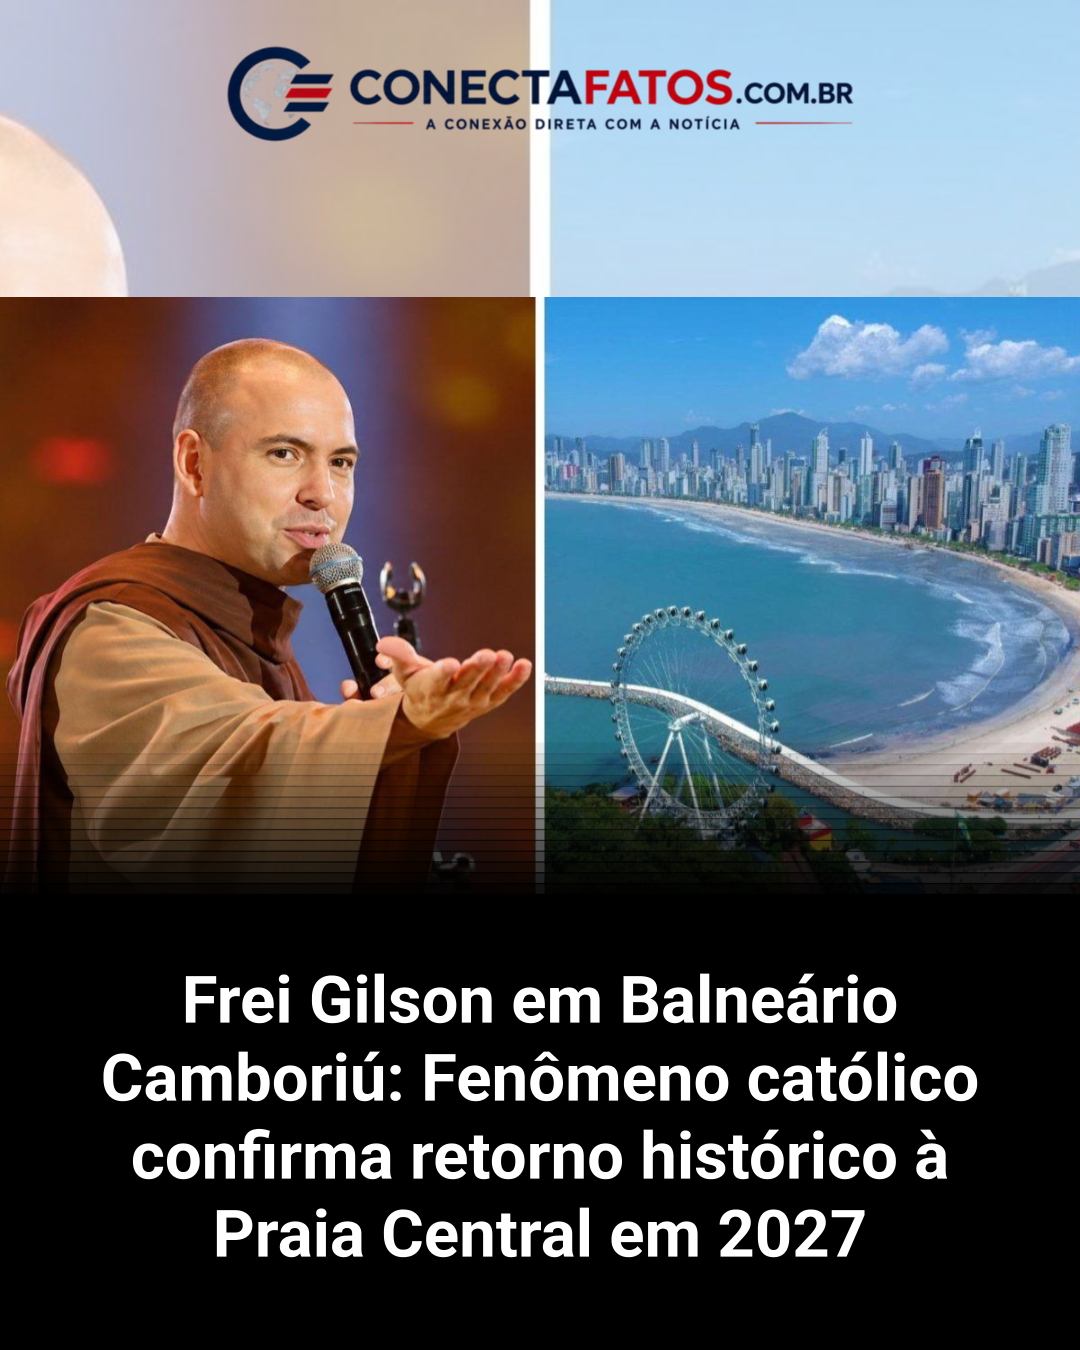 CONECTAFATOS.COM.BR
A CONEXÃO DIRETA COM A NOTÍCIA
Frei Gilson em Balneário
Camboriú: Fenômeno católico
confirma retorno histórico à
Praia Central em 2027